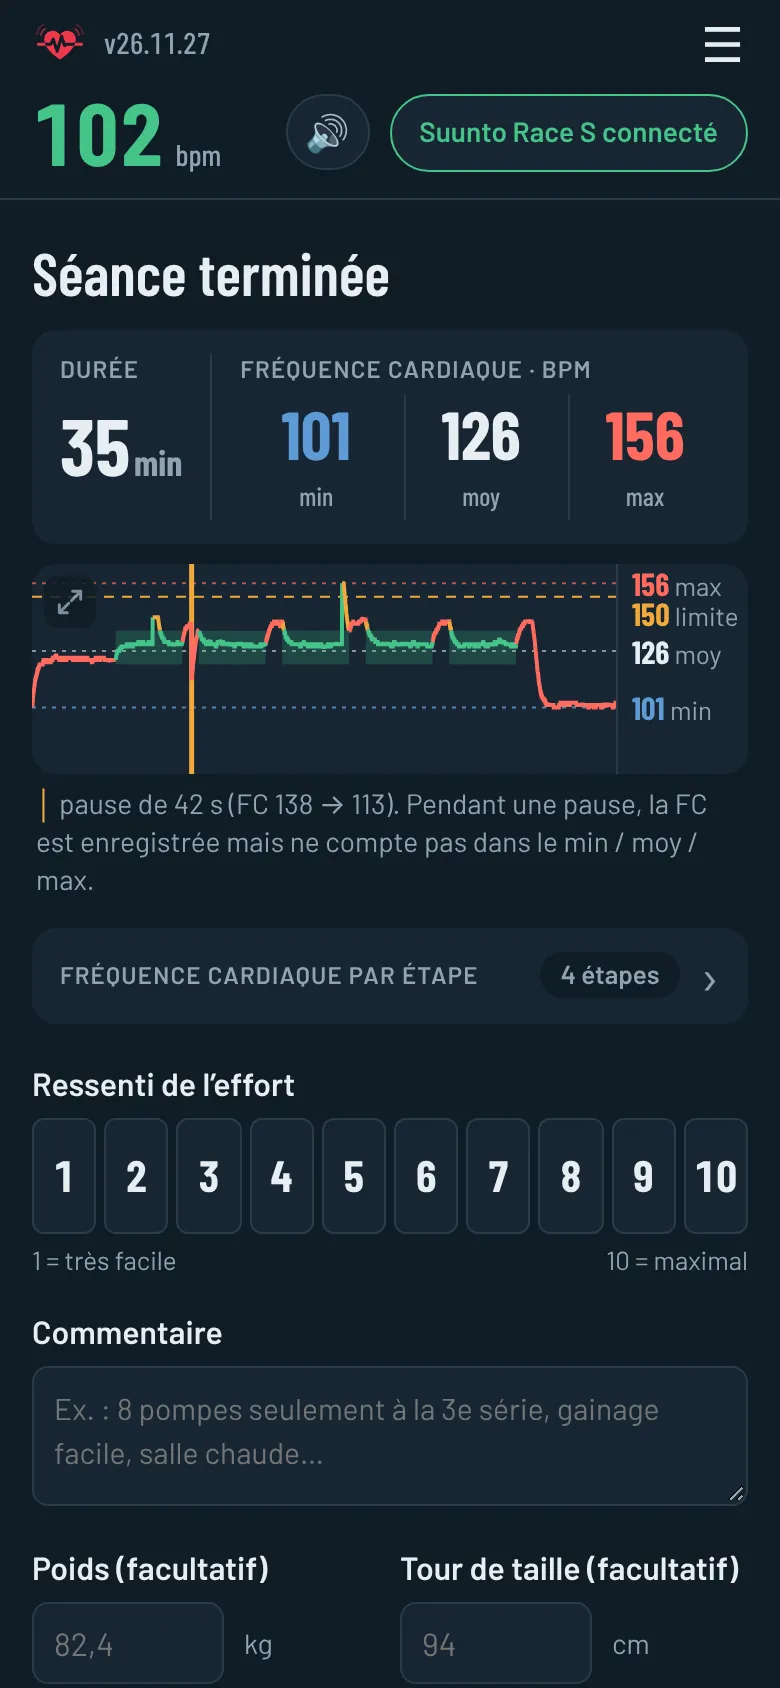 v26.11.27
102 bpm
Suunto Race S connecté
Séance terminée
DURÉE
35 min
FRÉQUENCE CARDIAQUE · BPM
101
min
126
moy
156
max
156 max
150 limite
126 moy
101 min
pause de 42 s (FC 138 → 113). Pendant une pause, la FC
est enregistrée mais ne compte pas dans le min / moy /
max.
FRÉQUENCE CARDIAQUE PAR ÉTAPE
4 étapes
Ressenti de l’effort
1 2 3 4 5 6 7 8 9 10
1 = très facile
10 = maximal
Commentaire
Ex. : 8 pompes seulement à la 3e série, gainage
facile, salle chaude…
Poids (facultatif)
82,4 kg
Tour de taille (facultatif)
94 cm